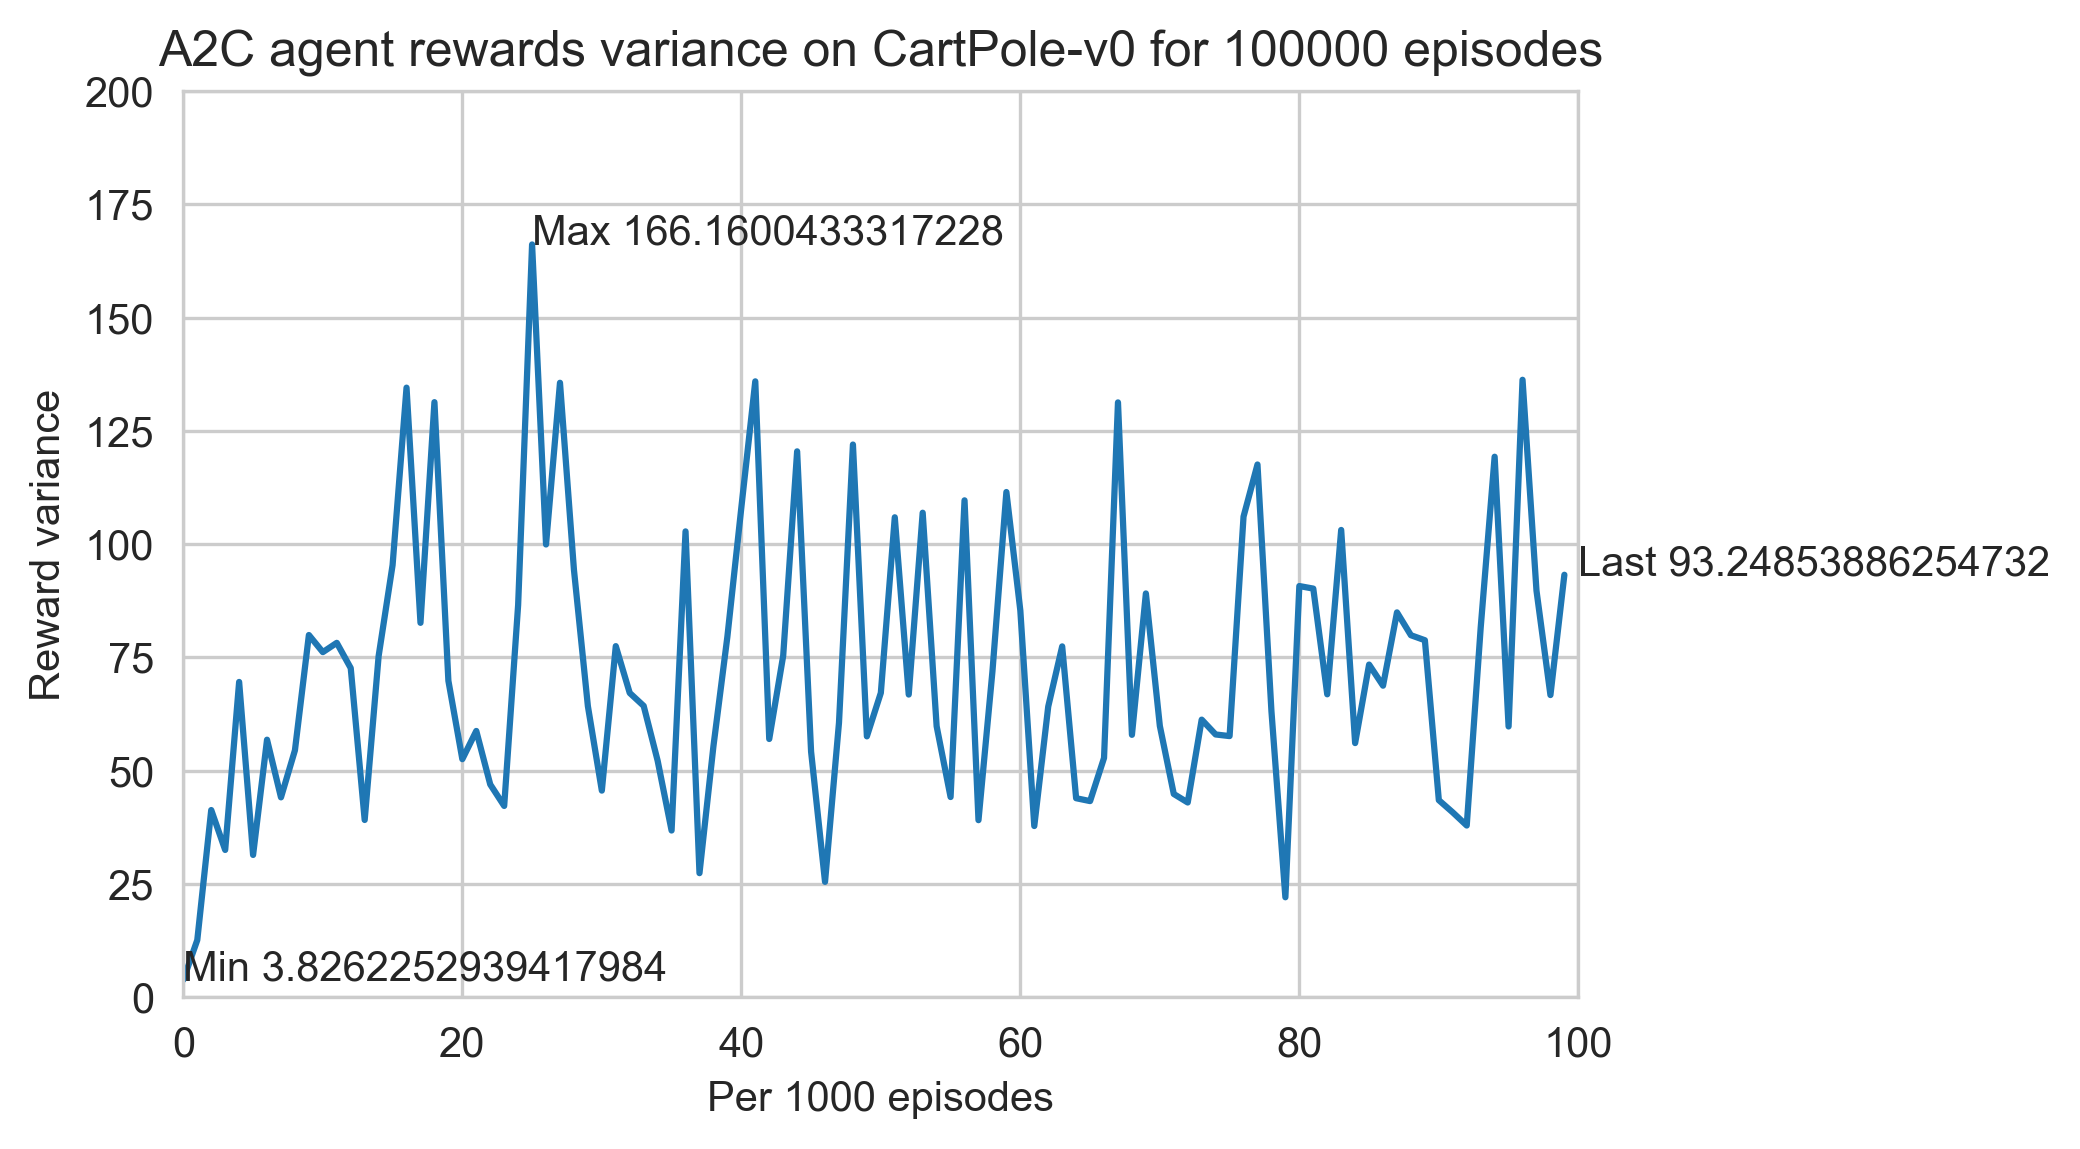 A2C agent rewards variance on CartPole-v0 for 100000 episodes
200
175
150
125
100
75
50
25
0
Reward variance
Max 166.1600433317228
Last 93.24853886254732
Min 3.8262252939417984
0 20 40 60 80 100
Per 1000 episodes